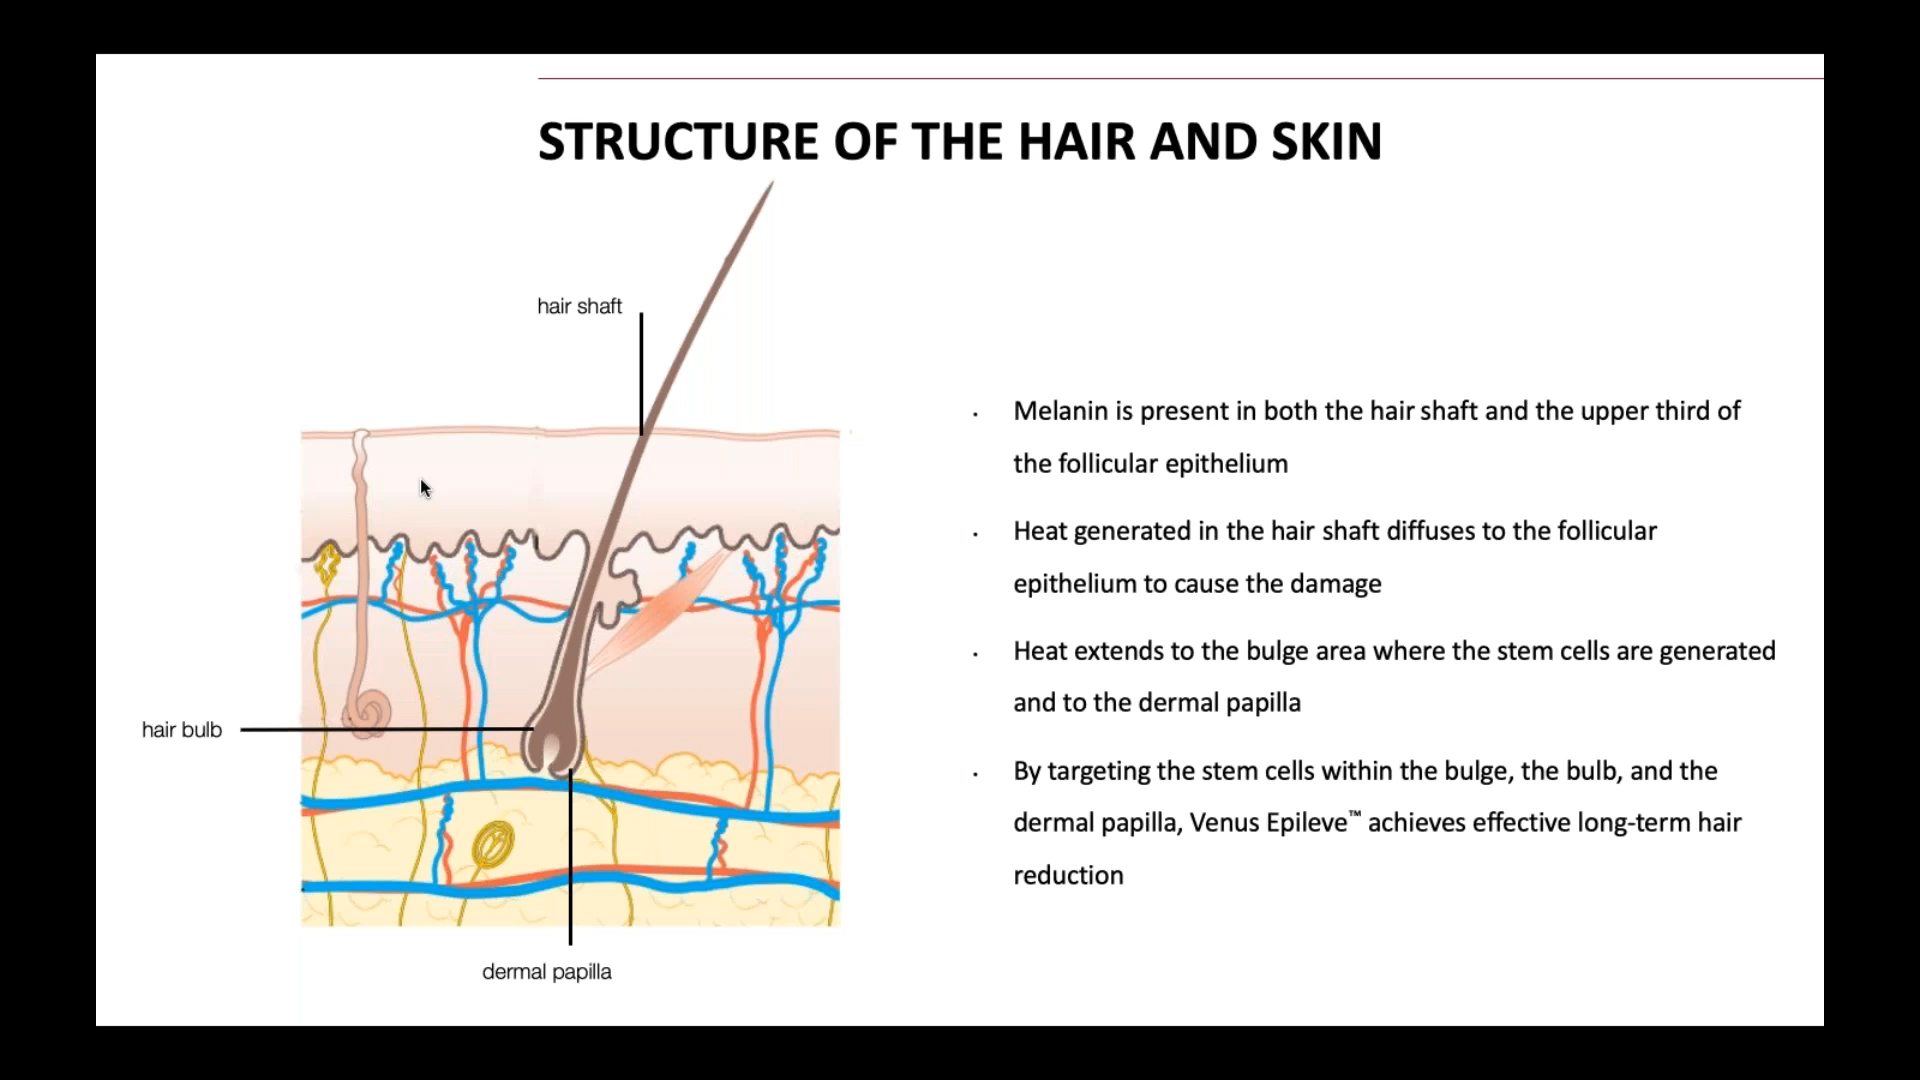 STRUCTURE OF THE HAIR AND SKIN
hair shaft
hair bulb
dermal papilla
· Melanin is present in both the hair shaft and the upper third of
the follicular epithelium
· Heat generated in the hair shaft diffuses to the follicular
epithelium to cause the damage
· Heat extends to the bulge area where the stem cells are generated
and to the dermal papilla
· By targeting the stem cells within the bulge, the bulb, and the
dermal papilla, Venus Epileve™ achieves effective long-term hair
reduction